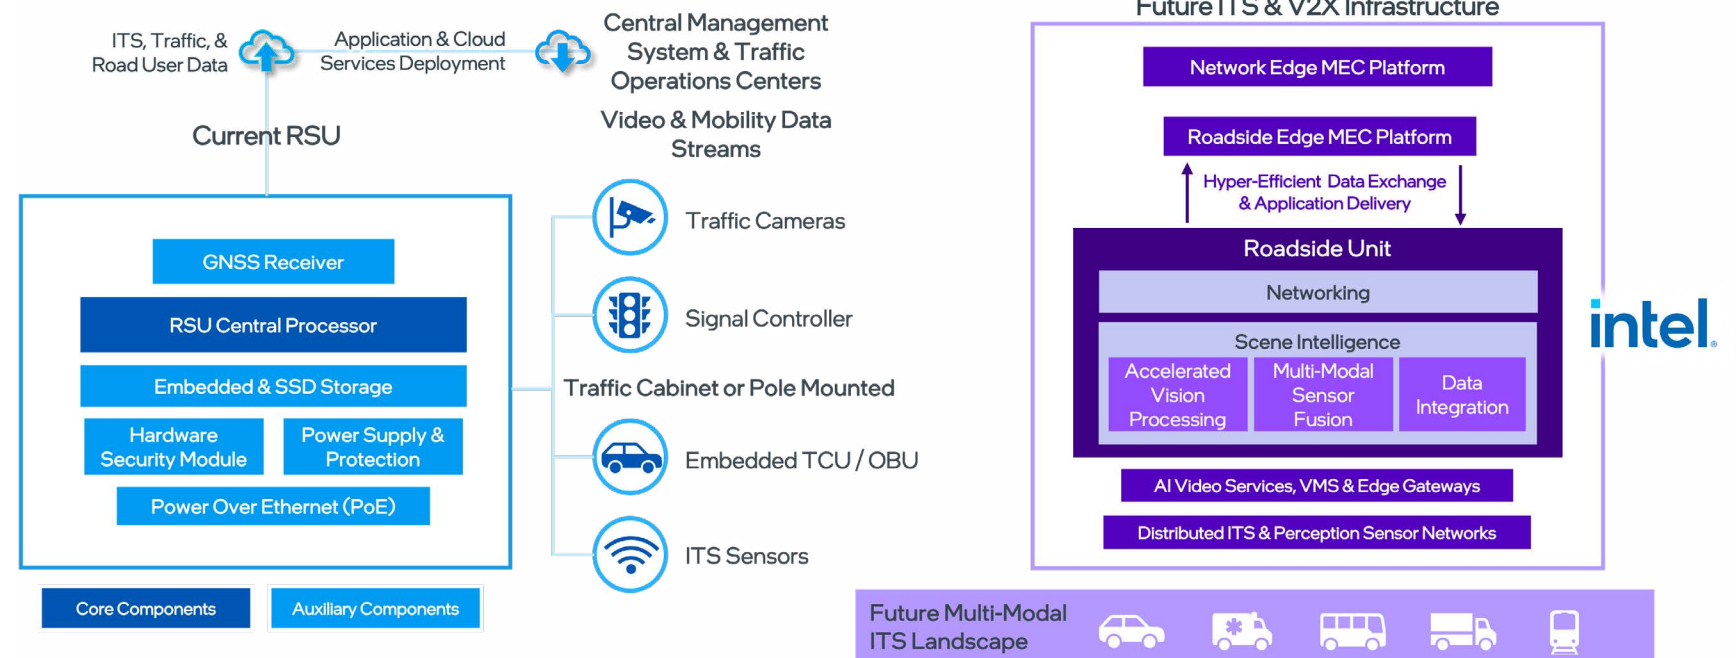 ITS, Traffic, &
Road User Data
Application & Cloud
Services Deployment
Central Management
System & Traffic
Operations Centers
Video & Mobility Data
Streams
Current RSU
GNSS Receiver
RSU Central Processor
Embedded & SSD Storage
Hardware
Security Module
Power Supply &
Protection
Power Over Ethernet (PoE)
Core Components
Auxiliary Components
Traffic Cameras
Signal Controller
Traffic Cabinet or Pole Mounted
Embedded TCU / OBU
ITS Sensors
Future ITS & V2X Infrastructure
Network Edge MEC Platform
Roadside Edge MEC Platform
Hyper-Efficient Data Exchange
& Application Delivery
Roadside Unit
Networking
Scene Intelligence
Accelerated
Vision
Processing
Multi-Modal
Sensor
Fusion
Data
Integration
AI Video Services, VMS & Edge Gateways
Distributed ITS & Perception Sensor Networks
intel.
Future Multi-Modal
ITS Landscape